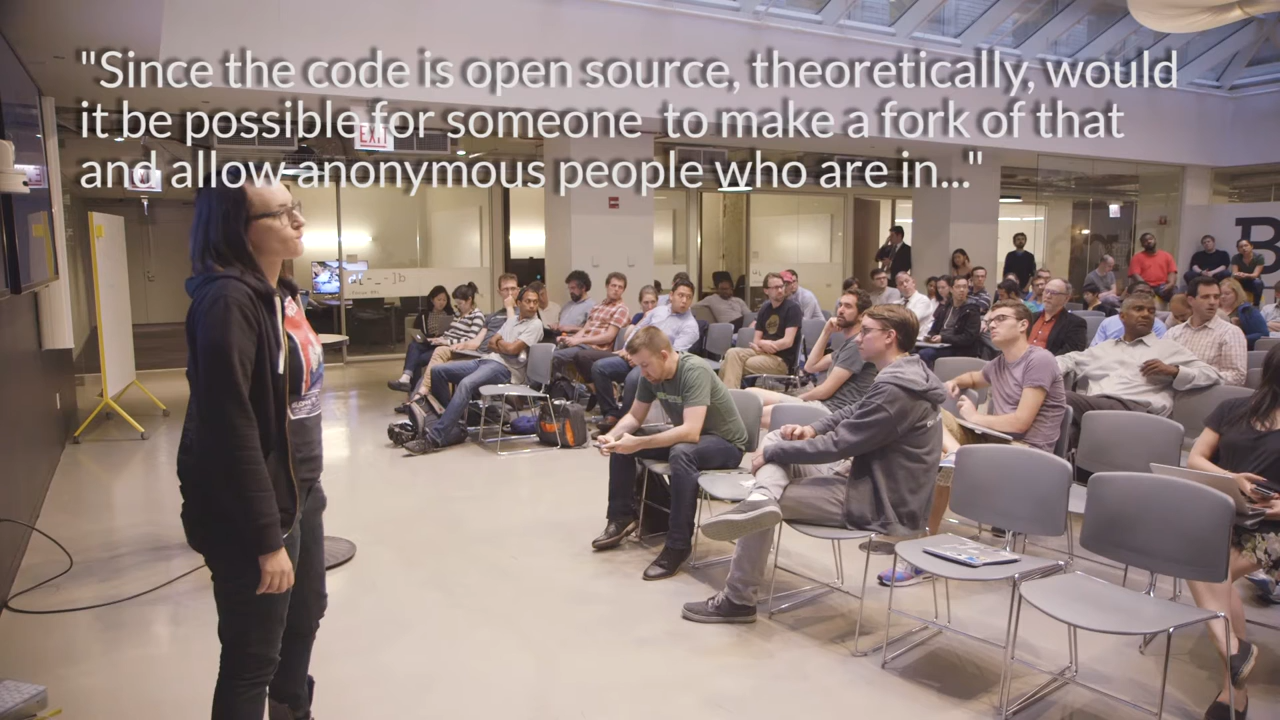 "Since the code is open source, theoretically, would
it be possible for someone  to make a fork of that
EXIT
and allow anonymous people who are in..."
B